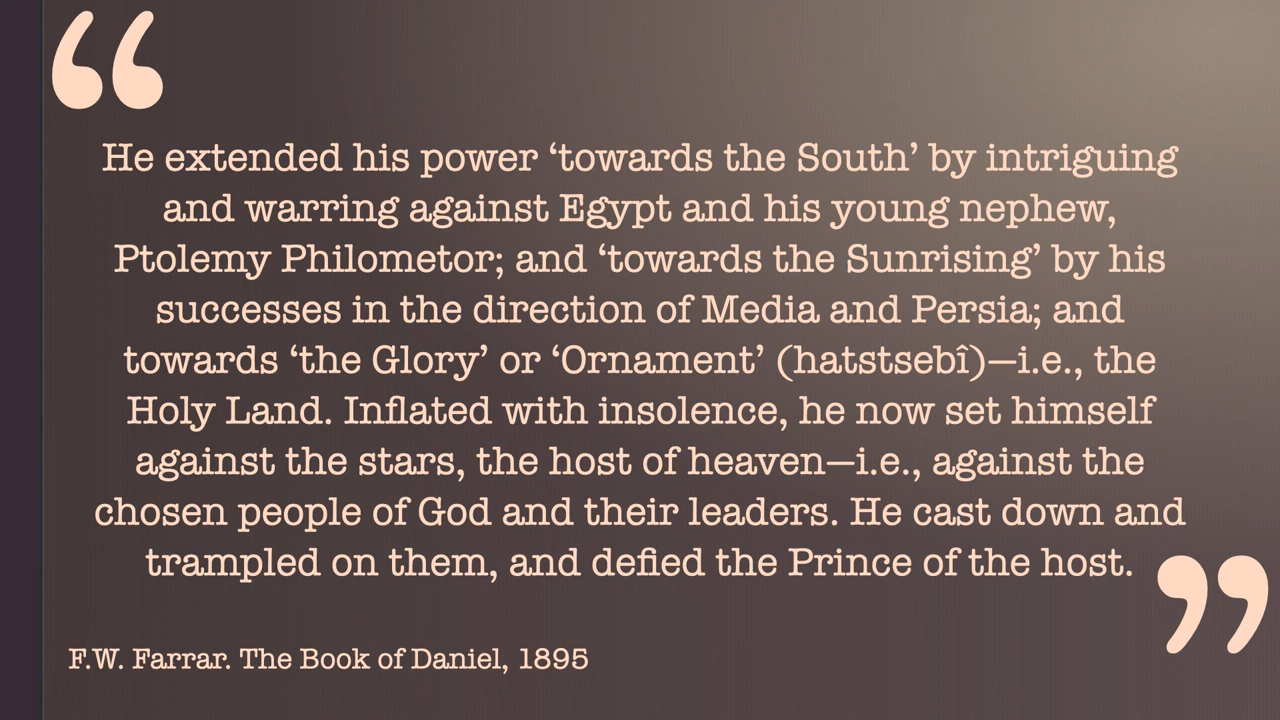 “
He extended his power ‘towards the South’ by intriguing
and warring against Egypt and his young nephew,
Ptolemy Philometor; and ‘towards the Sunrising’ by his
successes in the direction of Media and Persia; and
towards ‘the Glory’ or ‘Ornament’ (hatstsebî)—i.e., the
Holy Land. Inflated with insolence, he now set himself
against the stars, the host of heaven—i.e., against the
chosen people of God and their leaders. He cast down and
trampled on them, and defied the Prince of the host.
”
F.W. Farrar. The Book of Daniel, 1895